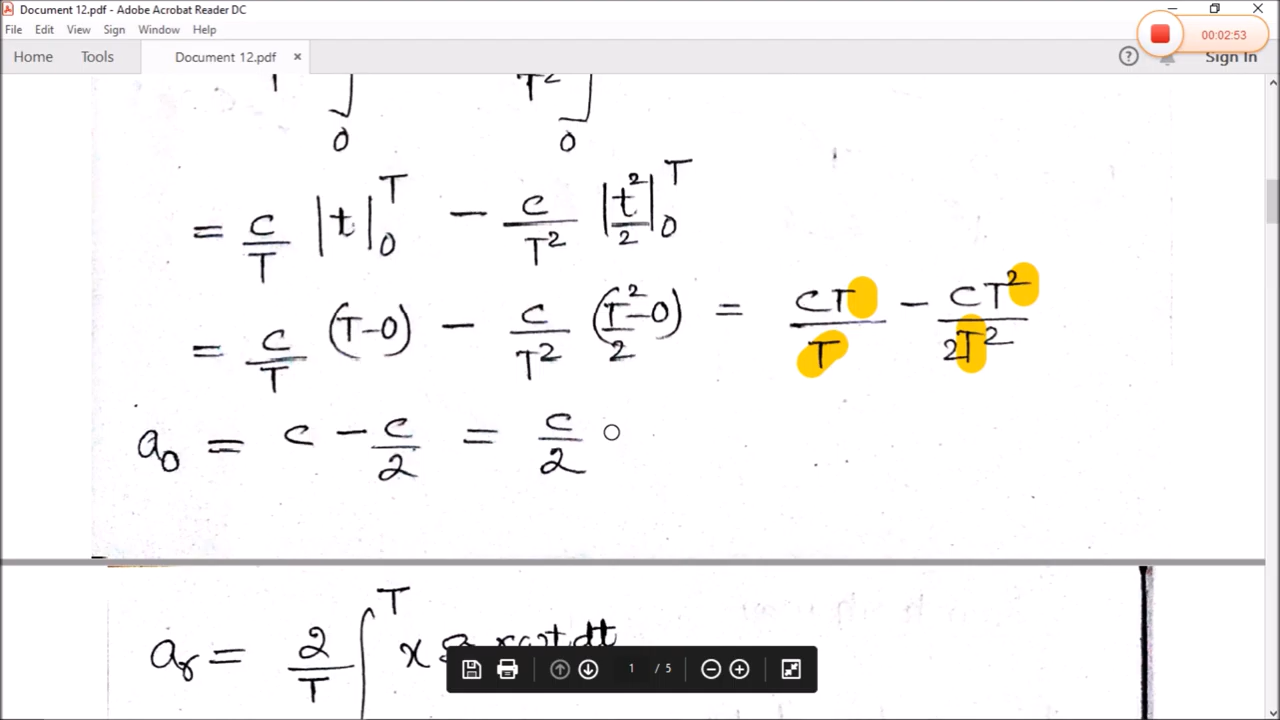 Document 12.pdf - Adobe Acrobat Reader DC
File Edit View Sign Window Help
00:02:53
Home Tools Document 12.pdf × Sign In
T T²
0 0
= C/T |t|₀ᵀ − C/T² |t²/2|₀ᵀ
= C/T (T-0) − C/T² (T²/2 -0) = CT/T − CT²/2T²
a₀ = C − C/2 = C/2
aᵣ = 2/T ∫ᵀ x
1 / 5